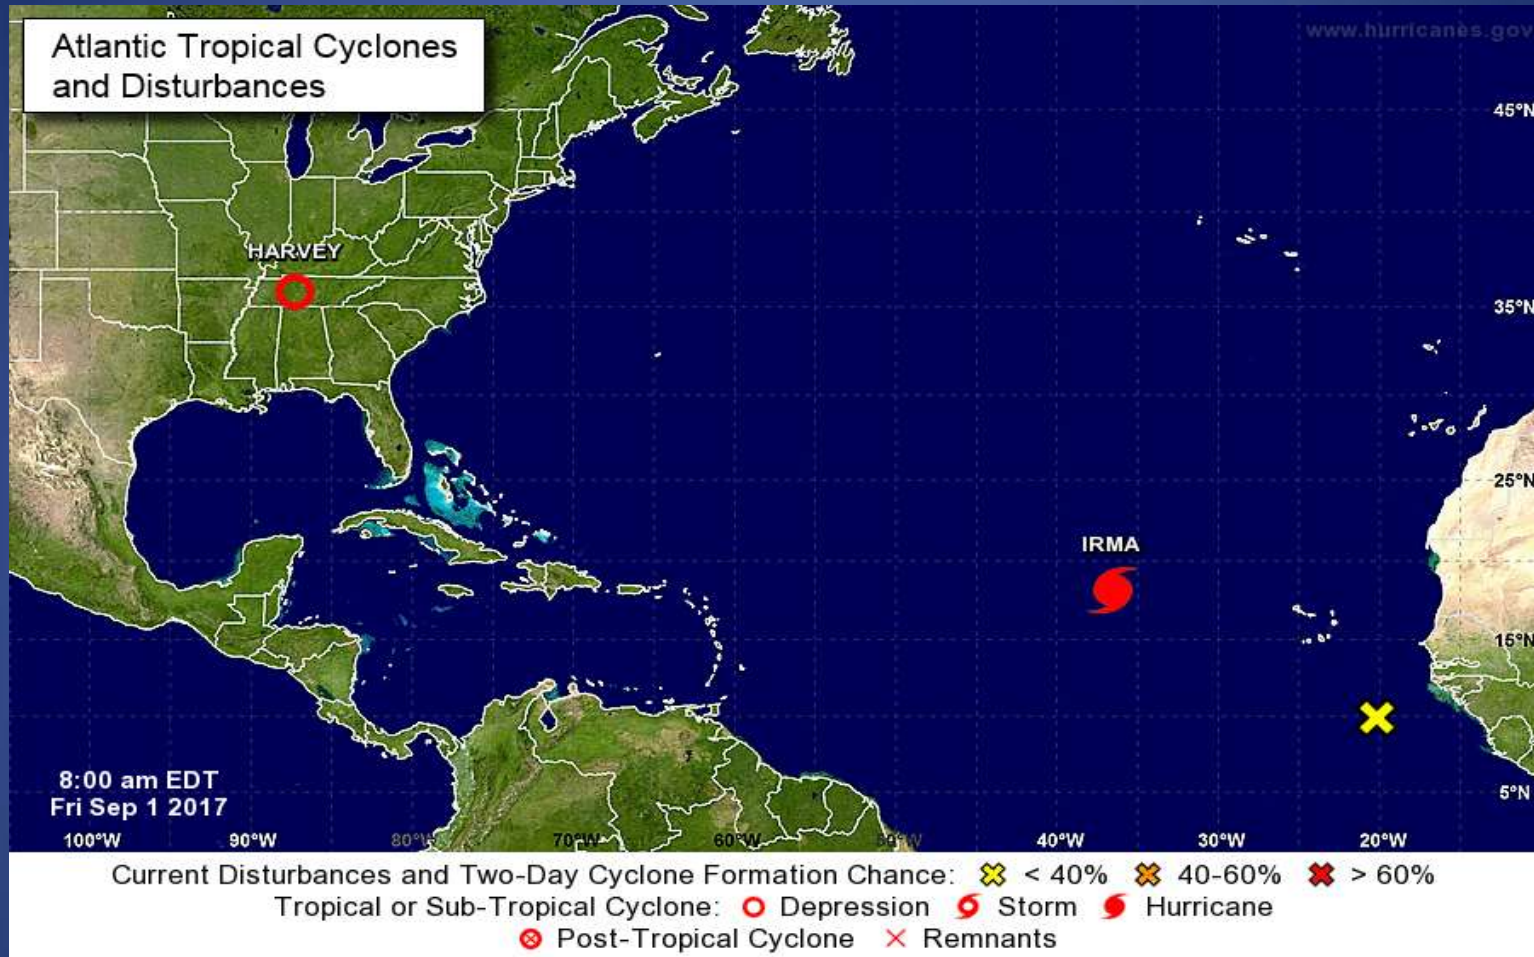 Atlantic Tropical Cyclones
and Disturbances
www.hurricanes.gov
45°N
HARVEY
35°N
25°N
IRMA
15°N
8:00 am EDT
Fri Sep 1 2017
5°N
100°W 90°W 80°W 70°W 60°W 50°W 40°W 30°W 20°W
Current Disturbances and Two-Day Cyclone Formation Chance: < 40% 40-60% > 60%
Tropical or Sub-Tropical Cyclone: Depression Storm Hurricane
Post-Tropical Cyclone Remnants